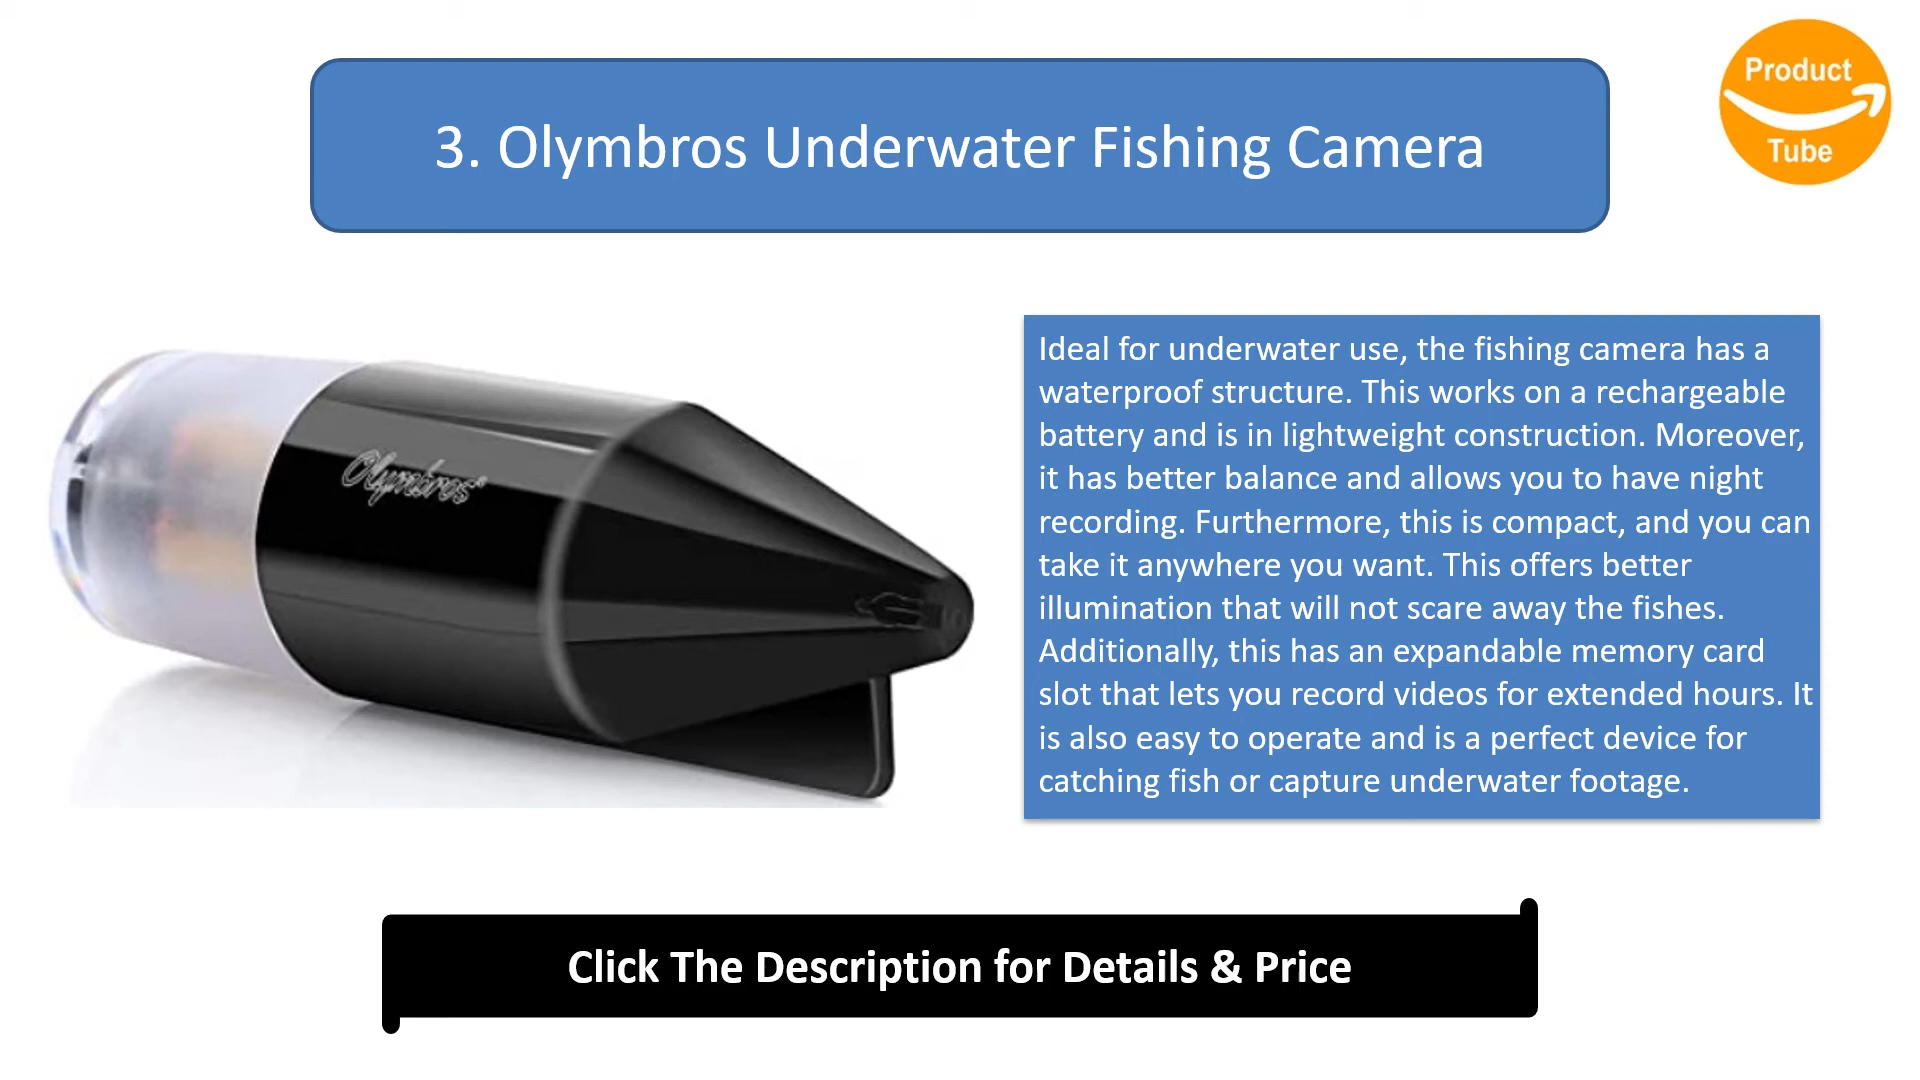 Product
Tube
3. Olymbros Underwater Fishing Camera
Olymbros
Ideal for underwater use, the fishing camera has a
waterproof structure. This works on a rechargeable
battery and is in lightweight construction. Moreover,
it has better balance and allows you to have night
recording. Furthermore, this is compact, and you can
take it anywhere you want. This offers better
illumination that will not scare away the fishes.
Additionally, this has an expandable memory card
slot that lets you record videos for extended hours. It
is also easy to operate and is a perfect device for
catching fish or capture underwater footage.
Click The Description for Details & Price